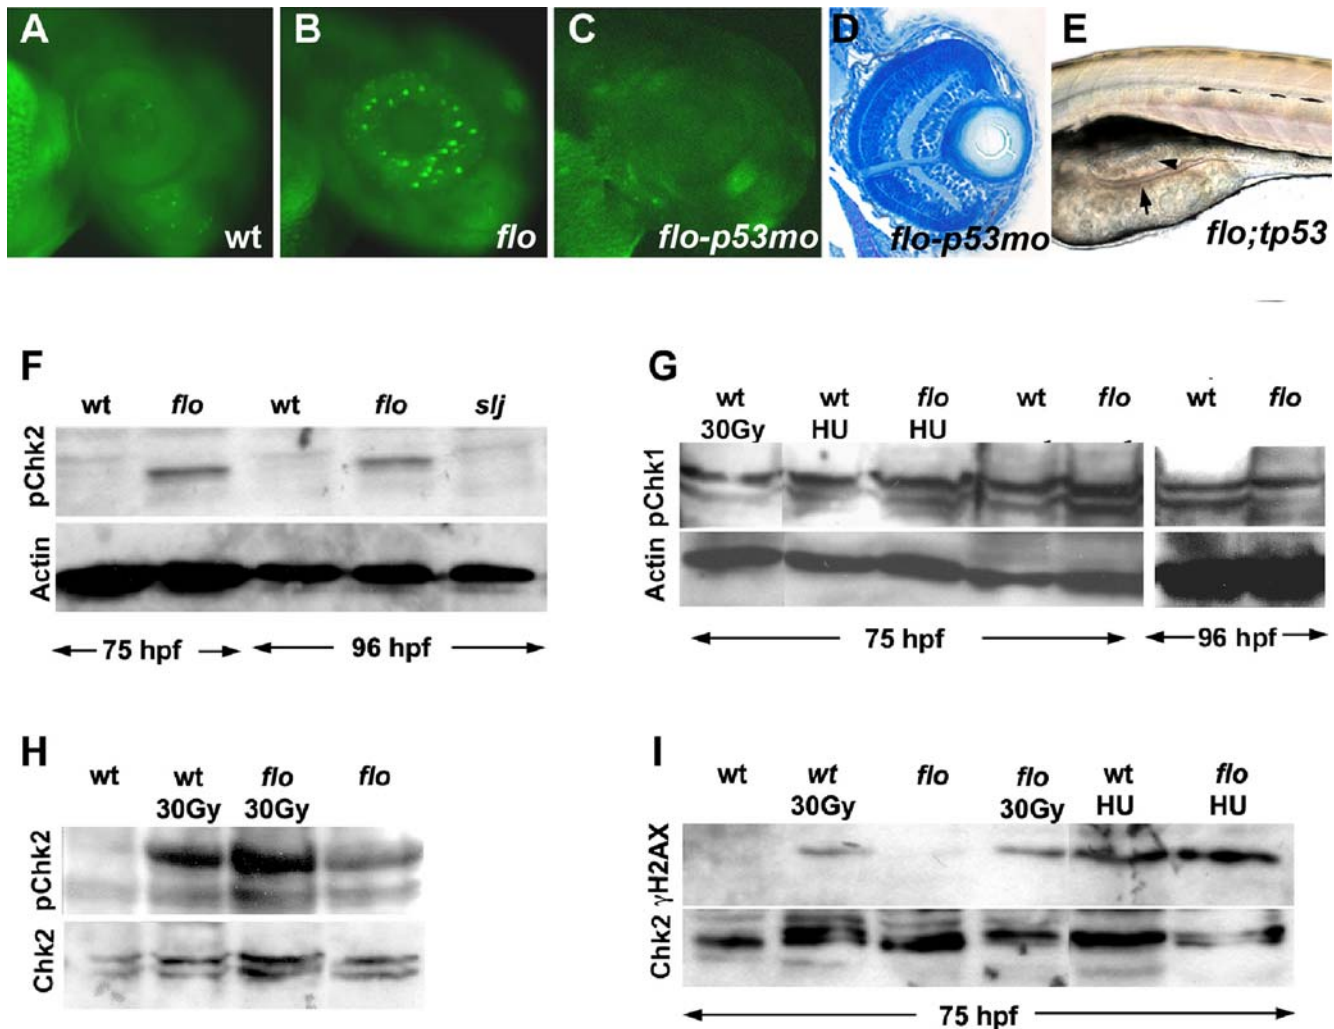 A B C D E
wt flo flo-p53mo flo-p53mo flo;tp53
F
wt flo wt flo slj
pChk2
Actin
75 hpf 96 hpf
G
wt wt flo wt flo wt flo
30Gy HU HU
pChk1
Actin
75 hpf 96 hpf
H
wt wt flo flo
30Gy 30Gy
pChk2
Chk2
I
wt wt flo flo wt flo
30Gy 30Gy HU HU
γH2AX
Chk2
75 hpf